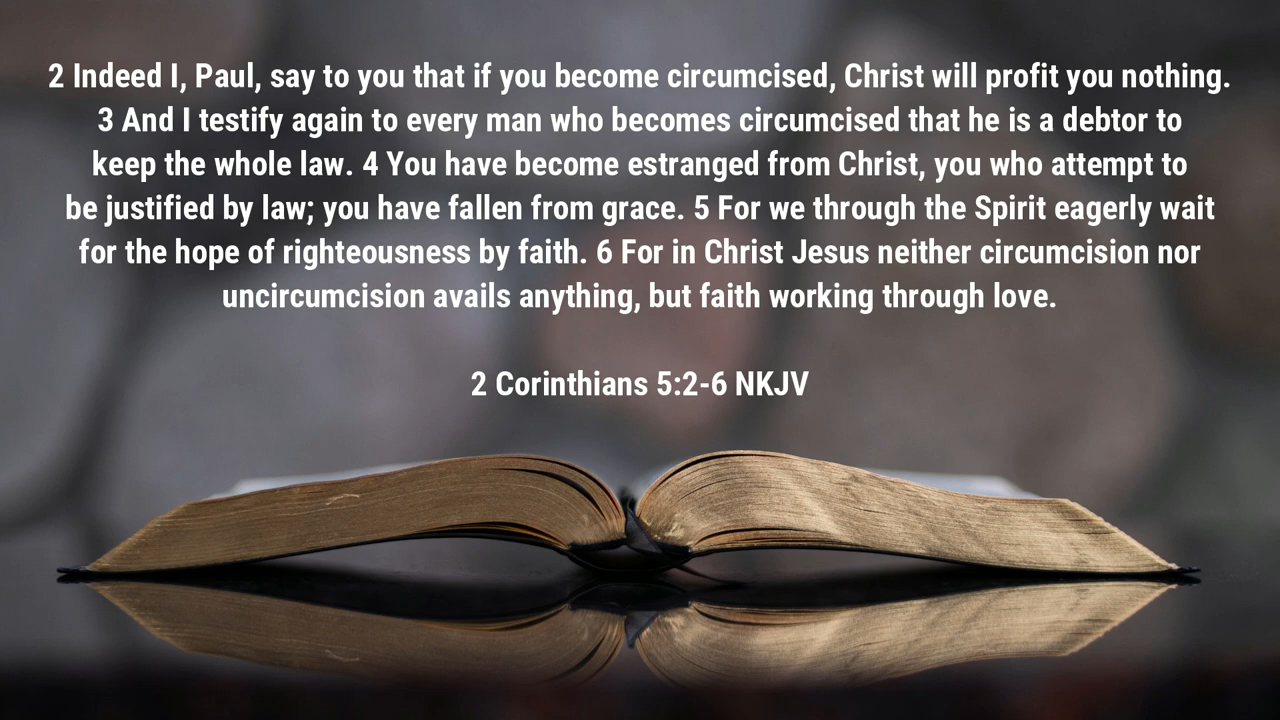 2 Indeed I, Paul, say to you that if you become circumcised, Christ will profit you nothing.
3 And I testify again to every man who becomes circumcised that he is a debtor to
keep the whole law. 4 You have become estranged from Christ, you who attempt to
be justified by law; you have fallen from grace. 5 For we through the Spirit eagerly wait
for the hope of righteousness by faith. 6 For in Christ Jesus neither circumcision nor
uncircumcision avails anything, but faith working through love.
2 Corinthians 5:2-6 NKJV